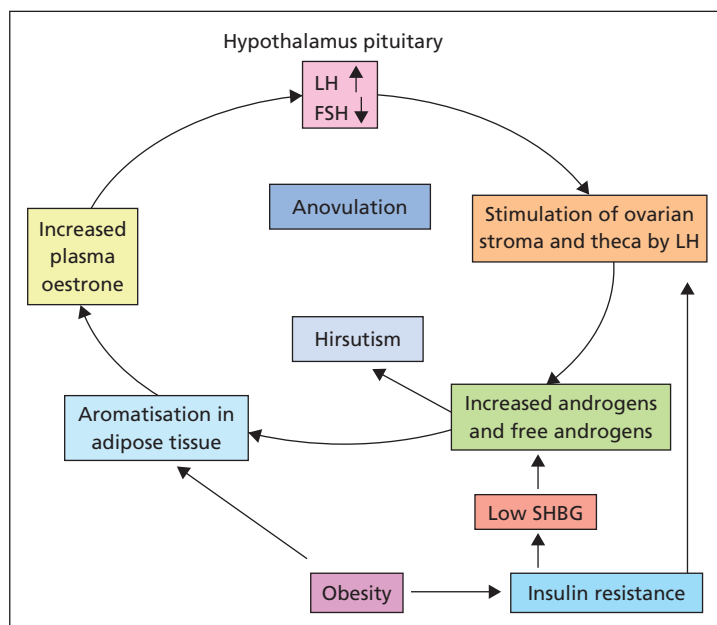 Hypothalamus pituitary
LH
FSH
Anovulation
Stimulation of ovarian
stroma and theca by LH
Increased
plasma
oestrone
Hirsutism
Aromatisation in
adipose tissue
Increased androgens
and free androgens
Low SHBG
Obesity
Insulin resistance